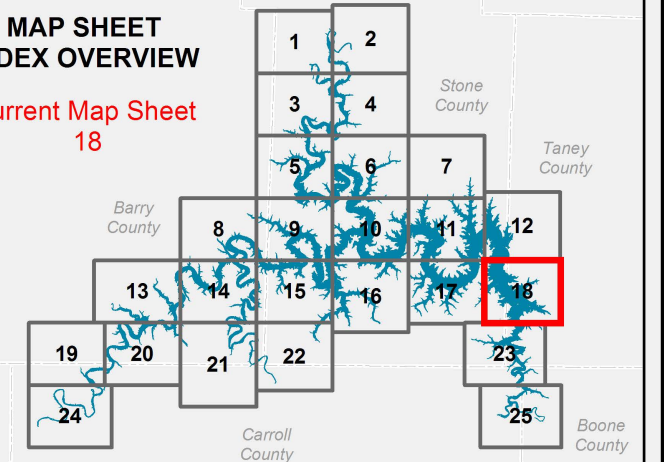 MAP SHEET
DEX OVERVIEW
urrent Map Sheet
18
1
2
3
4
Stone
County
5
6
7
Taney
County
Barry
County
8
9
10
11
12
13
14
15
16
17
18
19
20
21
22
23
24
25
Carroll
County
Boone
County